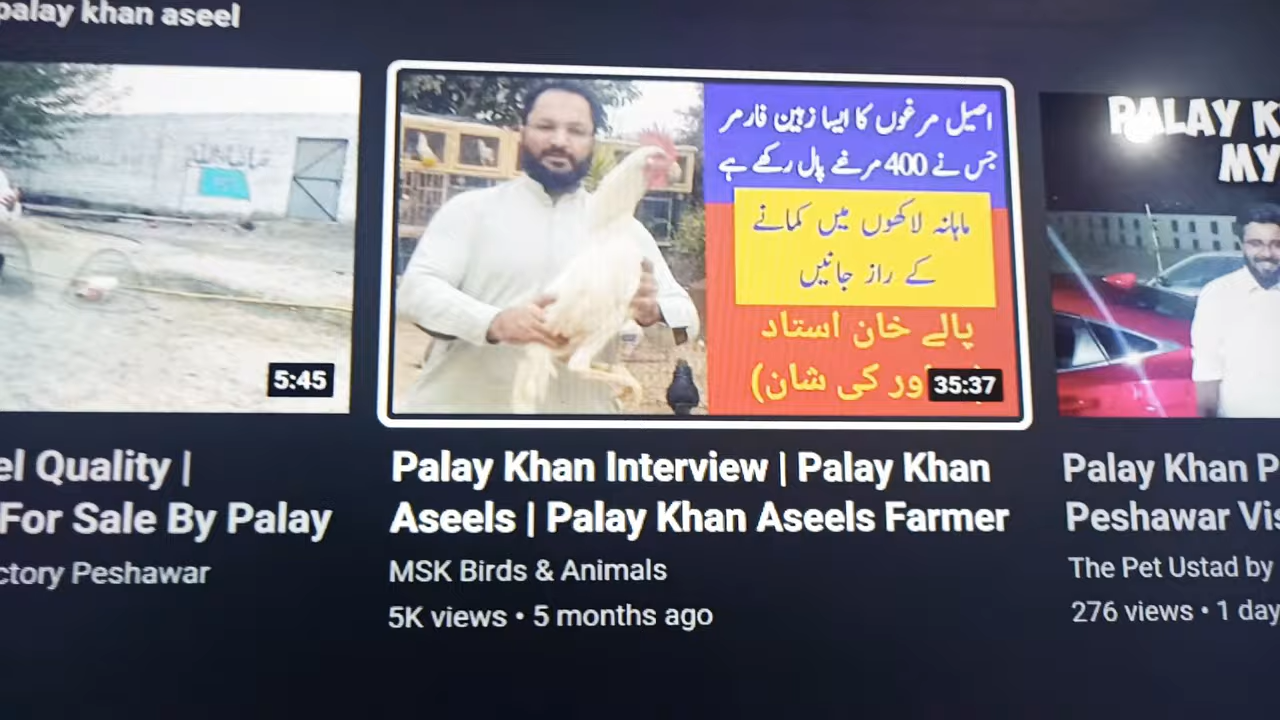 palay khan aseel
5:45
el Quality |
For Sale By Palay
ctory Peshawar
اصیل مرغوں کا ایسا زہین فارمر
جس نے 400 مرغے پال رکھے ہے
ماہانہ لاکھوں میں کمانے
کے راز جانیں
پالے خان استاد
اور کی شان)
35:37
Palay Khan Interview | Palay Khan
Aseels | Palay Khan Aseels Farmer
MSK Birds & Animals
5K views • 5 months ago
PALAY K
MY
Palay Khan P
Peshawar Vis
The Pet Ustad by
276 views • 1 day